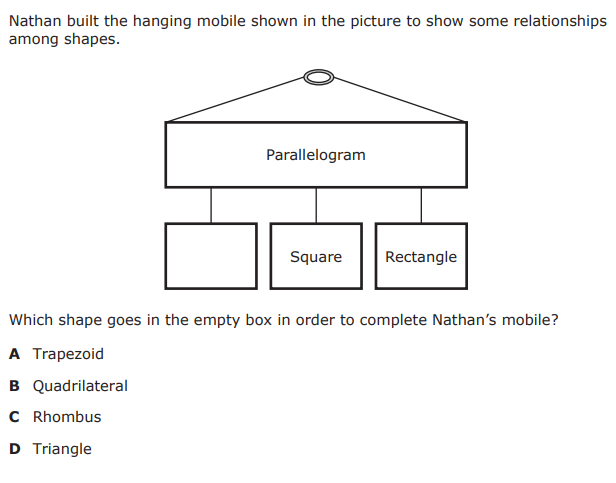 Nathan built the hanging mobile shown in the picture to show some relationships
among shapes.
Parallelogram
Square
Rectangle
Which shape goes in the empty box in order to complete Nathan’s mobile?
A Trapezoid
B Quadrilateral
C Rhombus
D Triangle